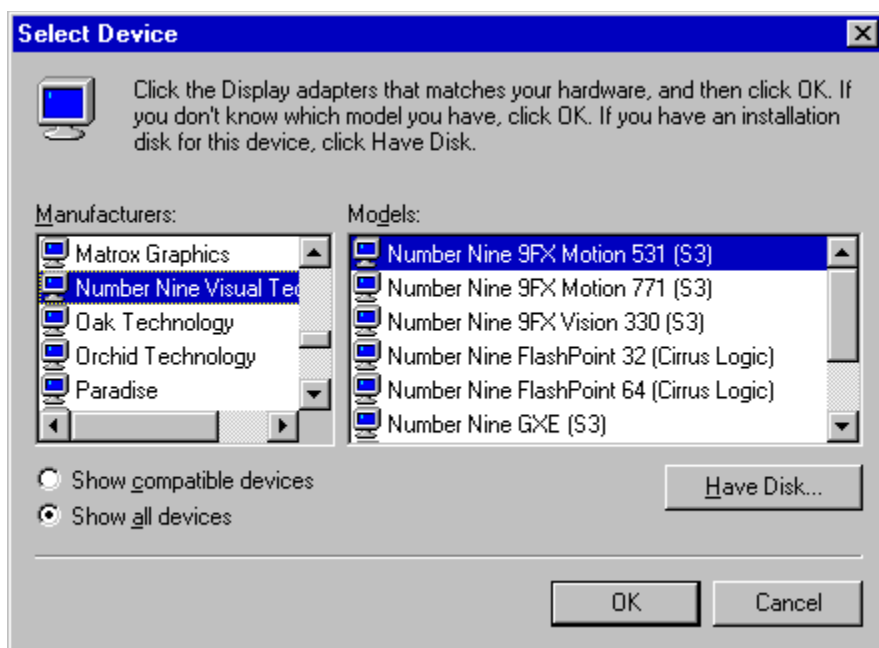 Select Device
Click the Display adapters that matches your hardware, and then click OK. If
you don't know which model you have, click OK. If you have an installation
disk for this device, click Have Disk.
Manufacturers:
Matrox Graphics
Number Nine Visual Tec
Oak Technology
Orchid Technology
Paradise
Models:
Number Nine 9FX Motion 531 (S3)
Number Nine 9FX Motion 771 (S3)
Number Nine 9FX Vision 330 (S3)
Number Nine FlashPoint 32 (Cirrus Logic)
Number Nine FlashPoint 64 (Cirrus Logic)
Number Nine GXE (S3)
Show compatible devices
Show all devices
Have Disk...
OK
Cancel